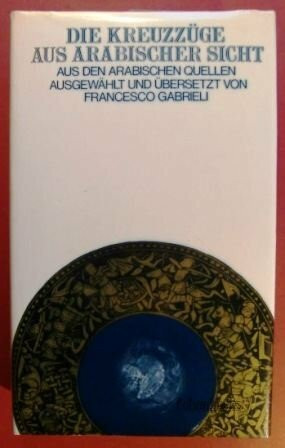 DIE KREUZZÜGE
AUS ARABISCHER SICHT
AUS DEN ARABISCHEN QUELLEN
AUSGEWÄHLT UND ÜBERSETZT VON
FRANCESCO GABRIELI